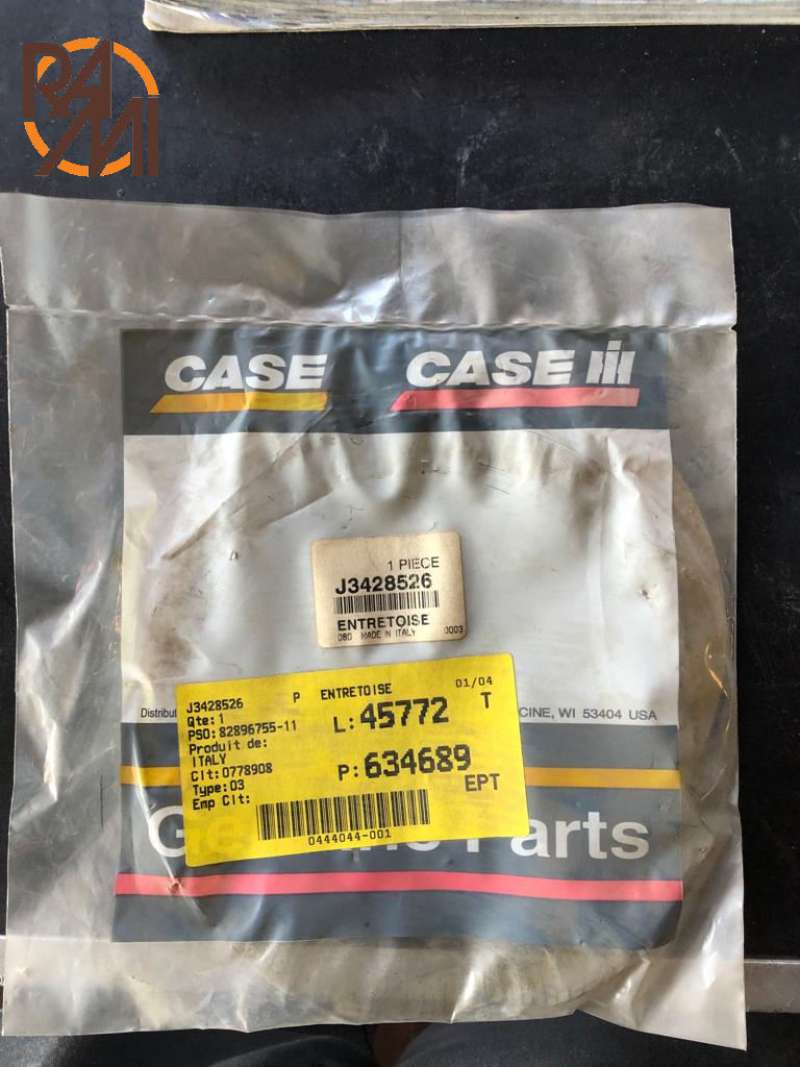 RAMI
CASE
CASE IH
1 PIECE
J3428526
ENTRETOISE
080 MADE IN ITALY 0003
Distribut
CINE, WI 53404 USA
J3428526 P ENTRETOISE 01/04
Qte:1 L:45772 T
PSO:82896755-11
Produit de:
ITALY
Clt:0778908 P:634689
Type:03 EPT
Emp Clt:
0444044-001
Ge Parts